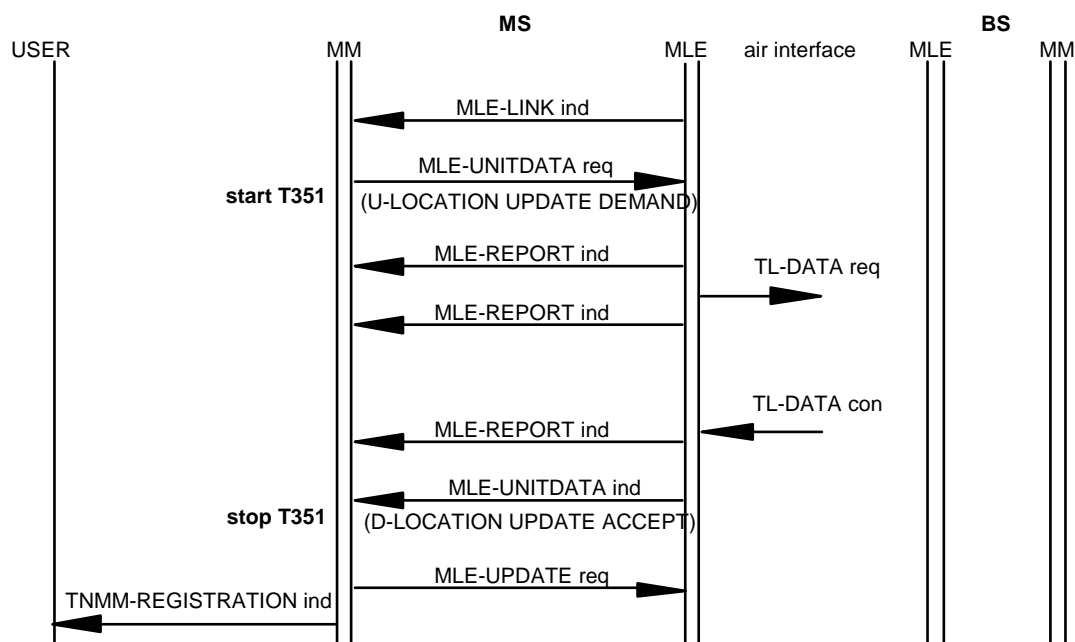 MS BS
USER MM MLE air interface MLE MM
MLE-LINK ind
MLE-UNITDATA req
start T351 (U-LOCATION UPDATE DEMAND)
MLE-REPORT ind
TL-DATA req
MLE-REPORT ind
TL-DATA con
MLE-REPORT ind
MLE-UNITDATA ind
stop T351 (D-LOCATION UPDATE ACCEPT)
MLE-UPDATE req
TNMM-REGISTRATION ind